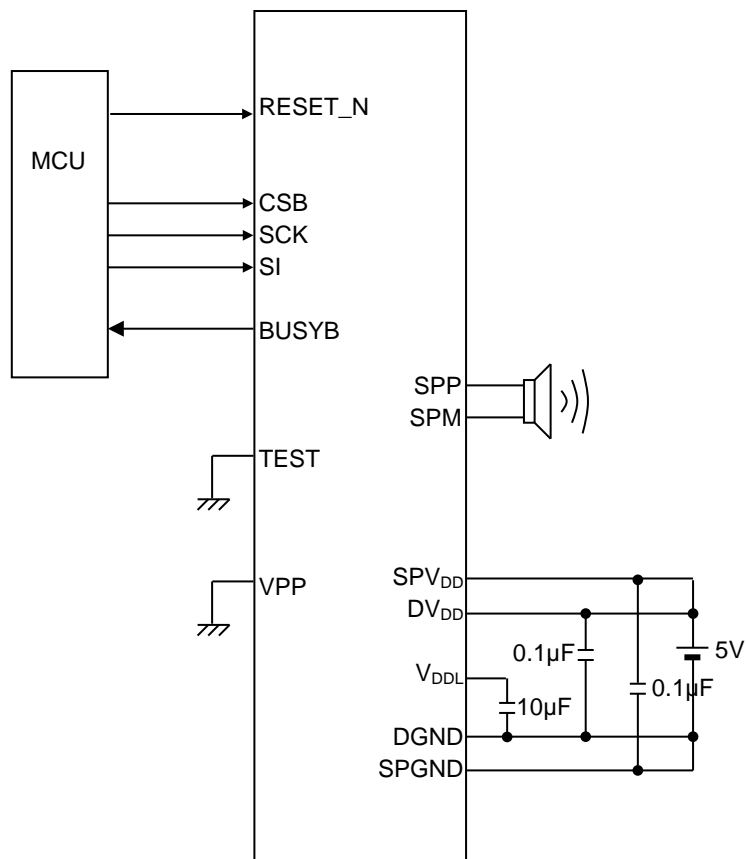 RESET_N
MCU
CSB
SCK
SI
BUSYB
SPP
SPM
TEST
SPVDD
VPP
DVDD
0.1µF
5V
VDDL
0.1µF
10µF
DGND
SPGND